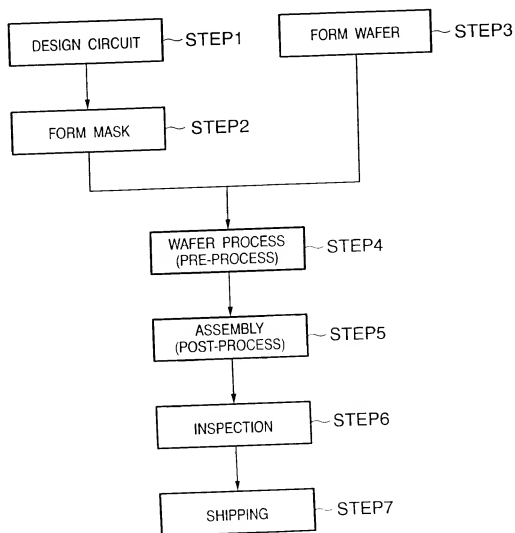 DESIGN CIRCUIT STEP1
FORM WAFER STEP3
FORM MASK STEP2
WAFER PROCESS
(PRE-PROCESS) STEP4
ASSEMBLY
(POST-PROCESS) STEP5
INSPECTION STEP6
SHIPPING STEP7